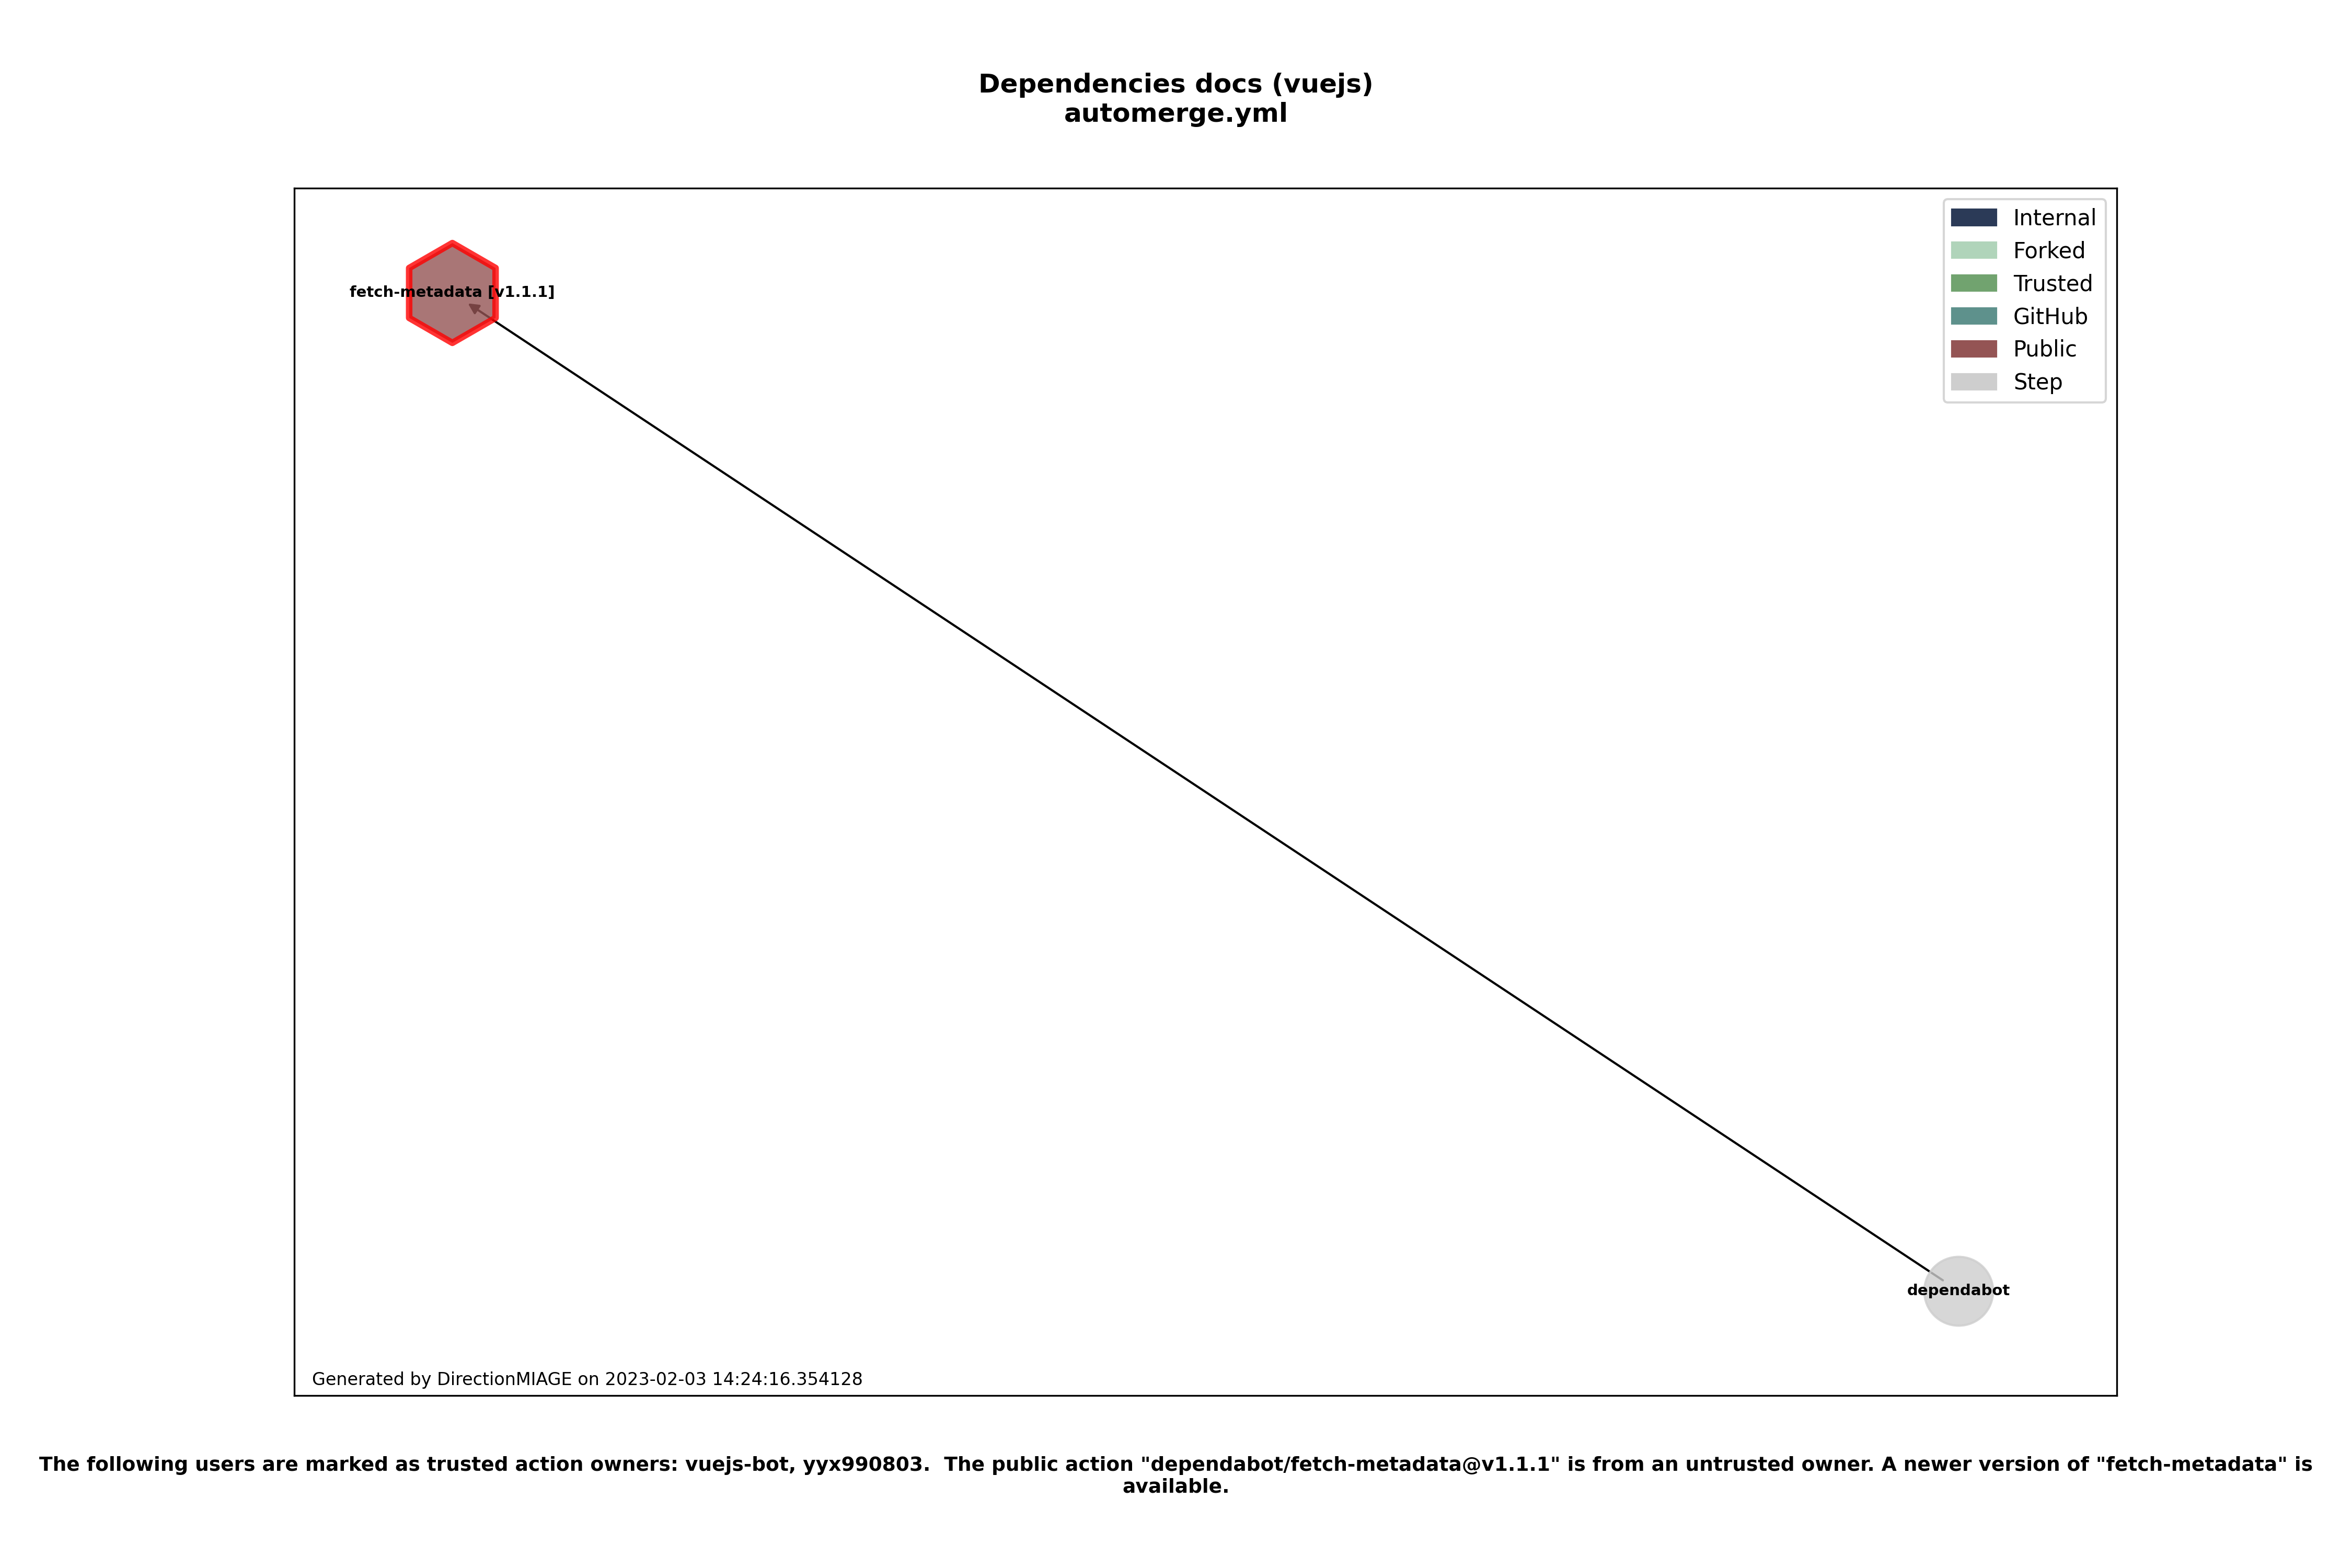 Dependencies docs (vuejs)
automerge.yml
Internal
Forked
Trusted
GitHub
Public
Step
fetch-metadata [v1.1.1]
dependabot
Generated by DirectionMIAGE on 2023-02-03 14:24:16.354128
The following users are marked as trusted action owners: vuejs-bot, yyx990803.  The public action "dependabot/fetch-metadata@v1.1.1" is from an untrusted owner. A newer version of "fetch-metadata" is
available.